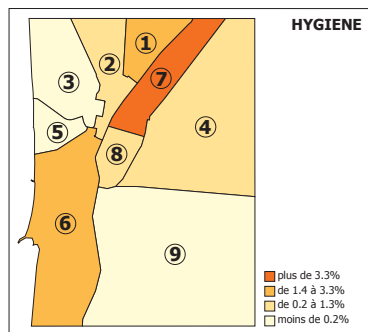 HYGIENE
1
2
3
7
4
5
8
6
9
plus de 3.3%
de 1.4 à 3.3%
de 0.2 à 1.3%
moins de 0.2%